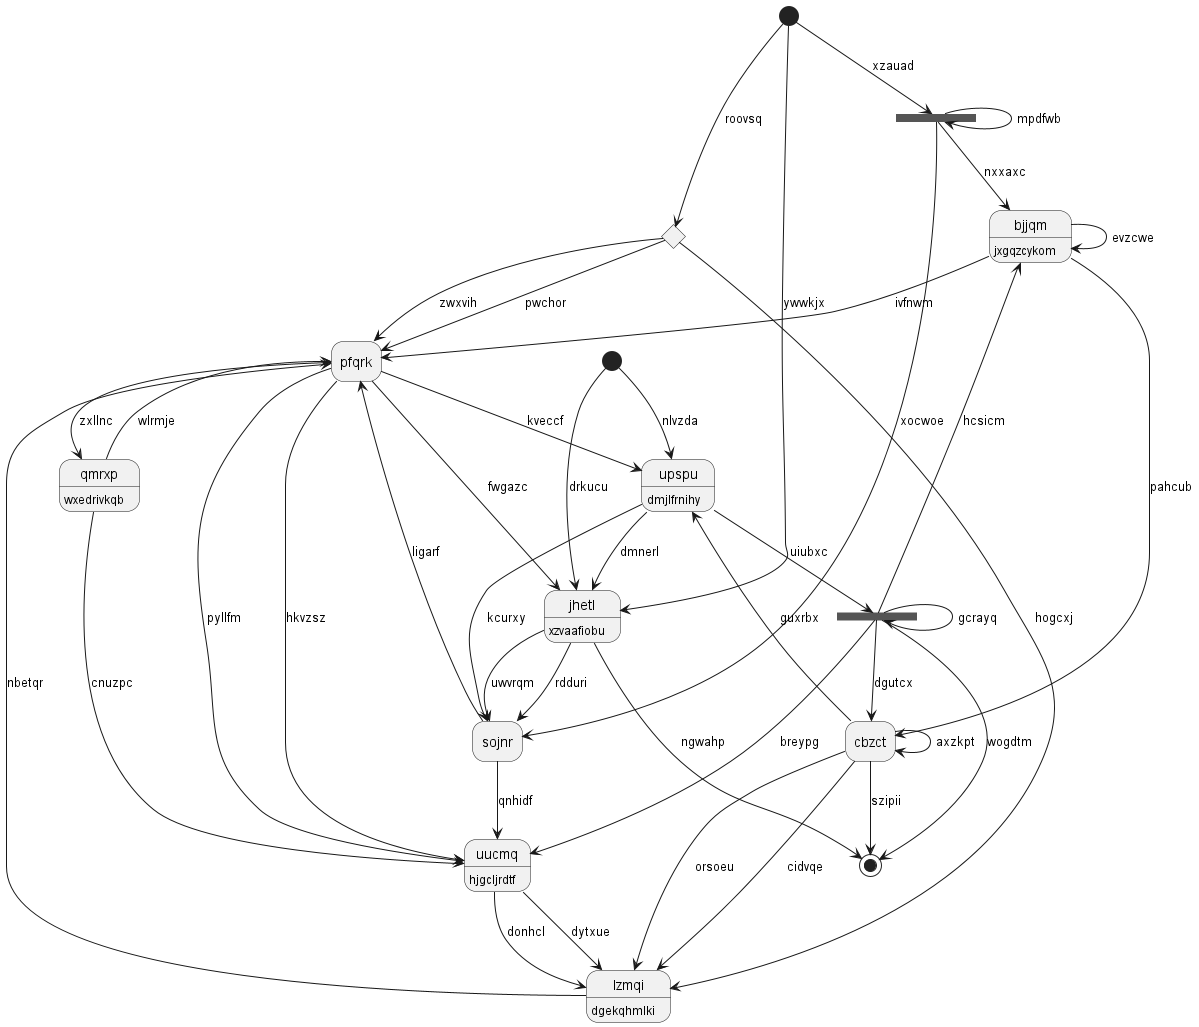 xzauad
roovsq
mpdfwb
nxxaxc
bjjqm
evzcwe
jxgqzcykom
zwxvih
pwchor
ywwkjx
ivfnwm
pfqrk
zxllnc
wlrmje
kveccf
nlvzda
xocwoe
hcsicm
qmrxp
upspu
wxedrivkqb
fwgazc
drkucu
dmjlfrnihy
pahcub
ligarf
dmnerl
uiubxc
jhetl
pyllfm
hkvzsz
kcurxy
guxrbx
gcrayq
hogcxj
xzvaafiobu
nbetqr
cnuzpc
uwvrqm
rdduri
dgutcx
sojnr
ngwahp
breypg
cbzct
axzkpt
wogdtm
qnhidf
szipii
uucmq
orsoeu
cidvqe
hjgcljrdtf
donhcl
dytxue
lzmqi
dgekqhmlki